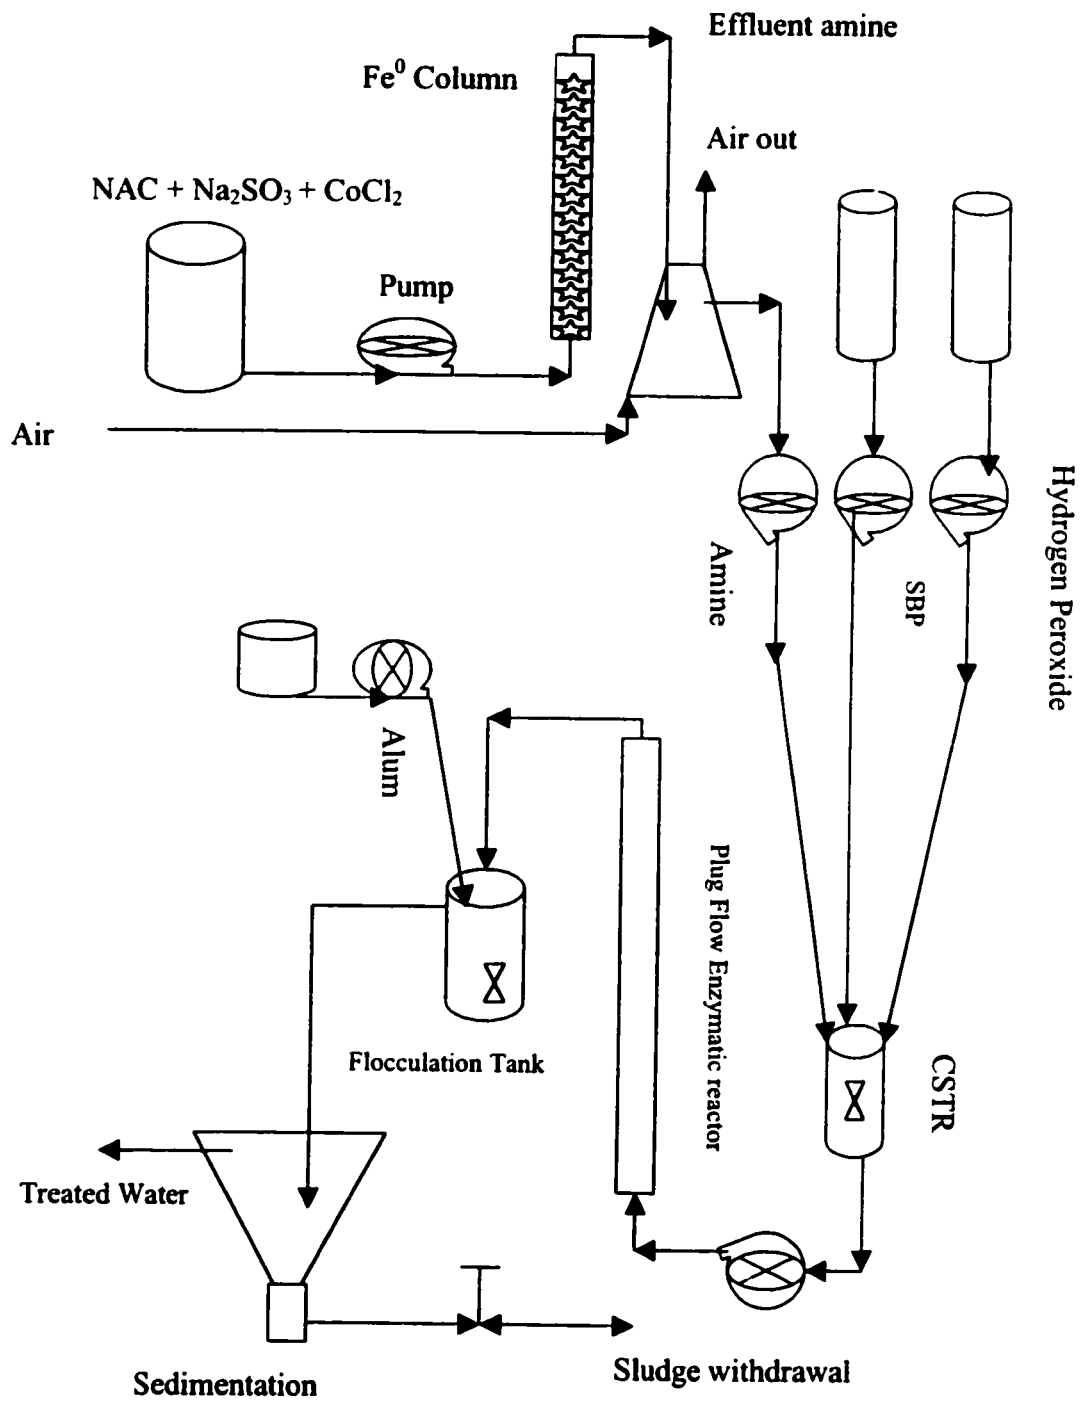 Effluent amine
Fe⁰ Column
Air out
NAC + Na₂SO₃ + CoCl₂
Pump
Air
Hydrogen Peroxide
Amine
SBP
Alum
Plug Flow Enzymatic reactor
Flocculation Tank
CSTR
Treated Water
Sludge withdrawal
Sedimentation